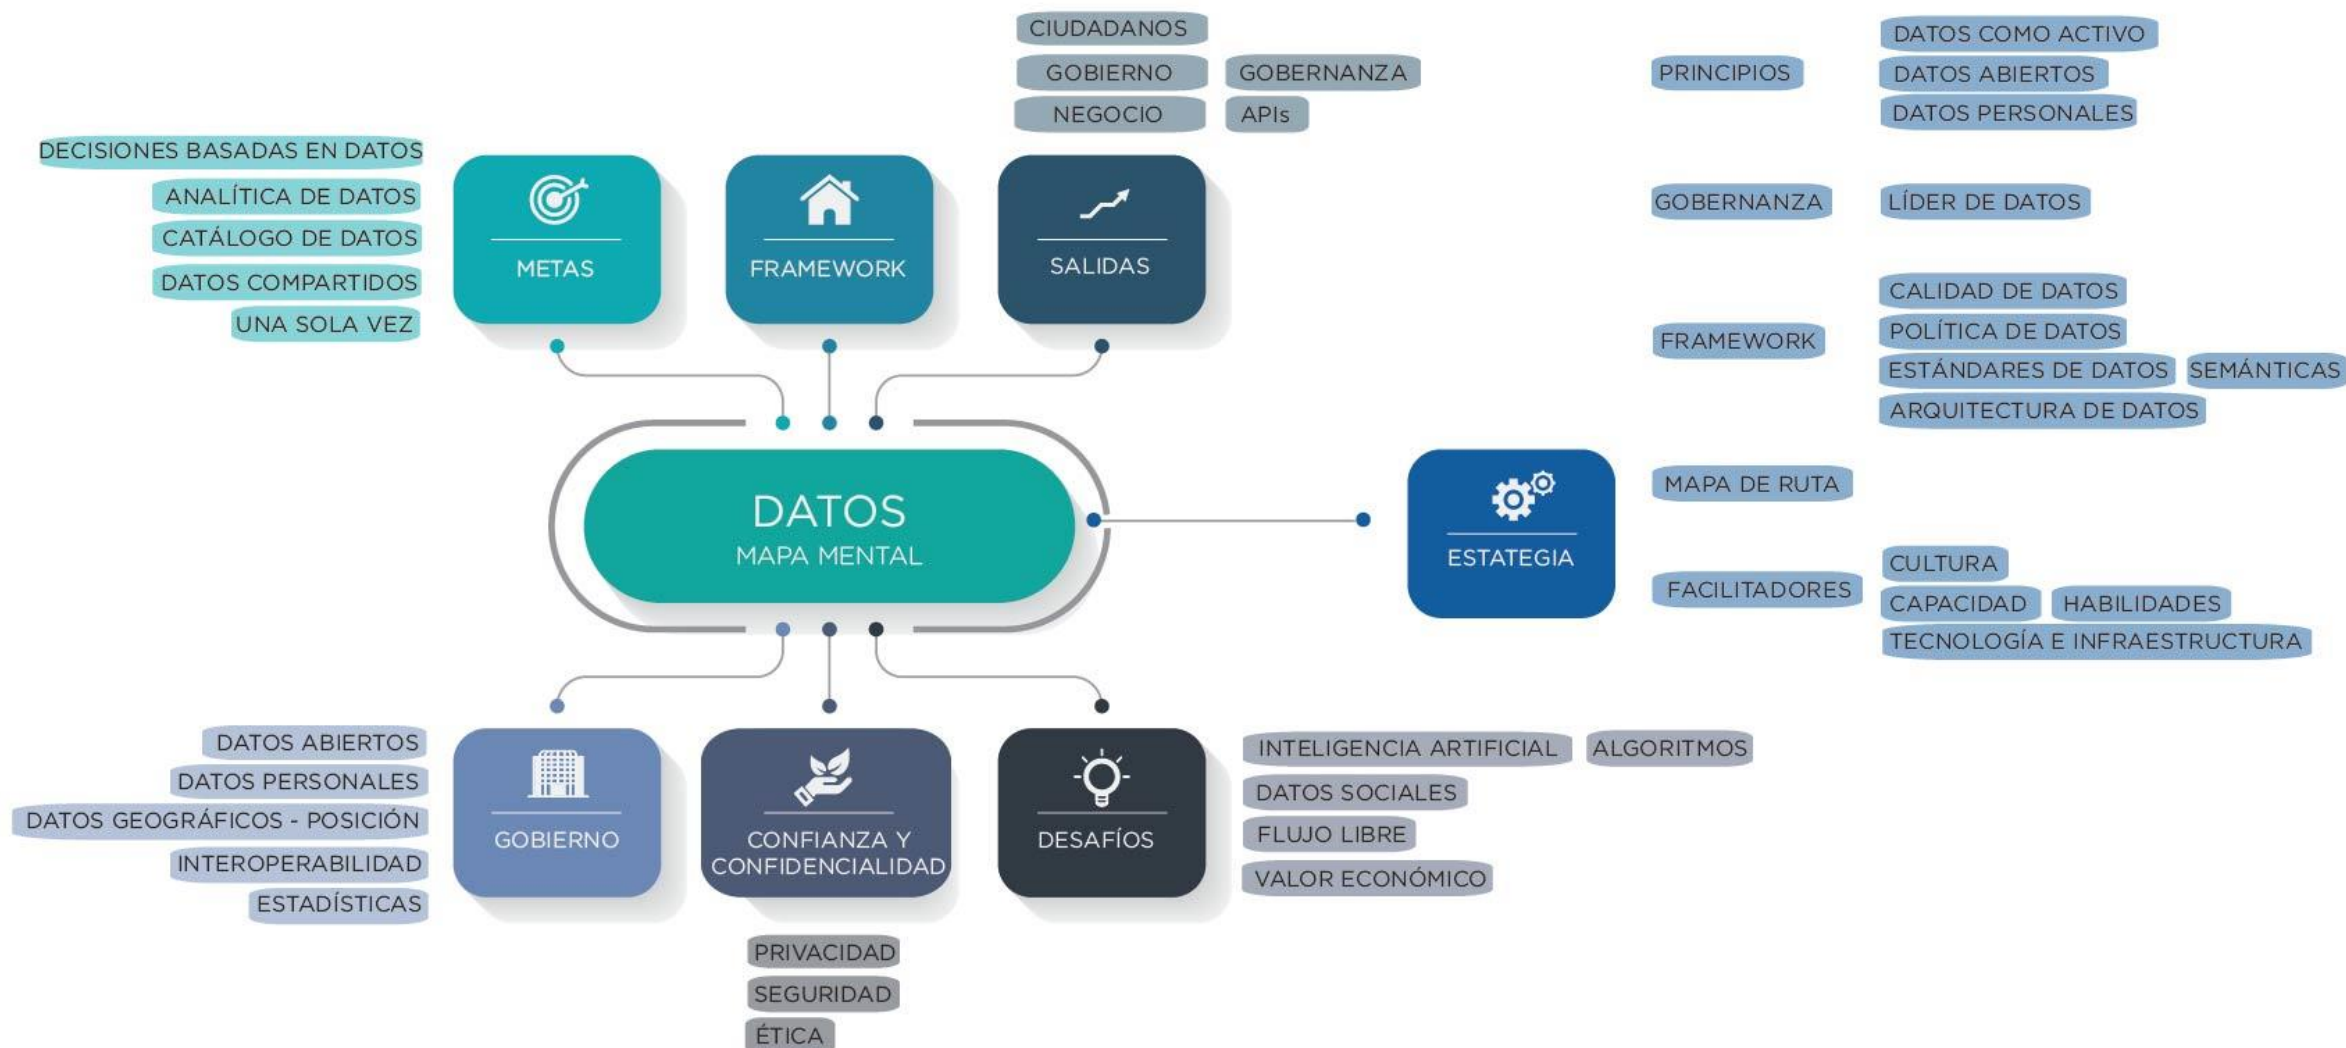 CIUDADANOS
GOBIERNO GOBERNANZA
NEGOCIO APIs
DECISIONES BASADAS EN DATOS
ANALÍTICA DE DATOS
CATÁLOGO DE DATOS
DATOS COMPARTIDOS
UNA SOLA VEZ
METAS
FRAMEWORK
SALIDAS
DATOS
MAPA MENTAL
ESTATEGIA
PRINCIPIOS
DATOS COMO ACTIVO
DATOS ABIERTOS
DATOS PERSONALES
GOBERNANZA
LÍDER DE DATOS
FRAMEWORK
CALIDAD DE DATOS
POLÍTICA DE DATOS
ESTÁNDARES DE DATOS SEMÁNTICAS
ARQUITECTURA DE DATOS
MAPA DE RUTA
FACILITADORES
CULTURA
CAPACIDAD HABILIDADES
TECNOLOGÍA E INFRAESTRUCTURA
DATOS ABIERTOS
DATOS PERSONALES
DATOS GEOGRÁFICOS - POSICIÓN
INTEROPERABILIDAD
ESTADÍSTICAS
GOBIERNO
CONFIANZA Y
CONFIDENCIALIDAD
PRIVACIDAD
SEGURIDAD
ÉTICA
DESAFÍOS
INTELIGENCIA ARTIFICIAL ALGORITMOS
DATOS SOCIALES
FLUJO LIBRE
VALOR ECONÓMICO